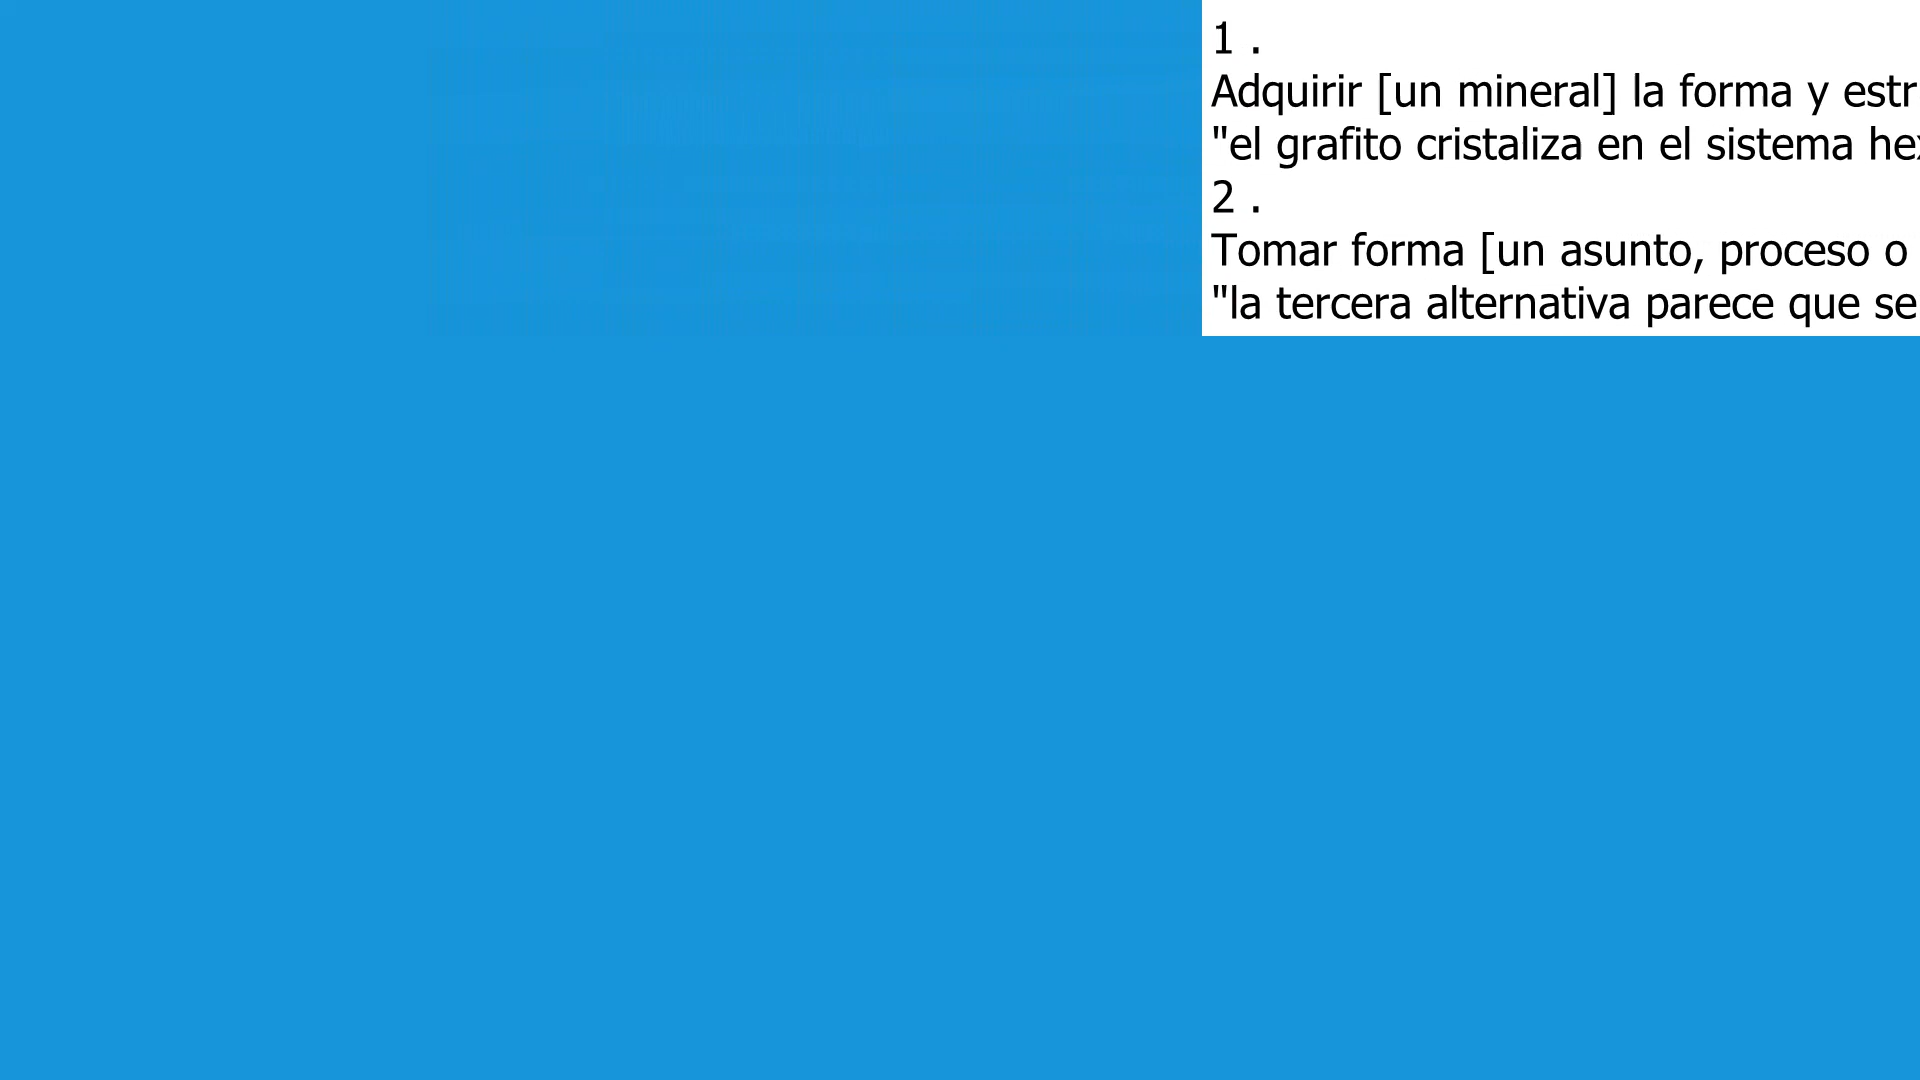 1 .
Adquirir [un mineral] la forma y estr
"el grafito cristaliza en el sistema hex
2 .
Tomar forma [un asunto, proceso o
"la tercera alternativa parece que se